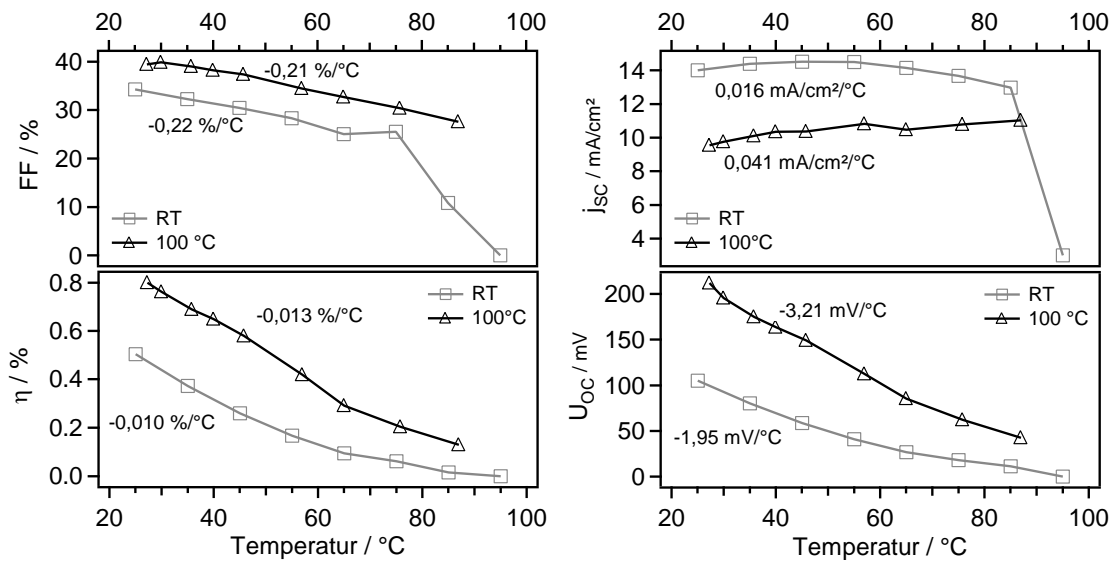 20 40 60 80 100
40
30
20
10
0
FF / %
-0,21 %/°C
-0,22 %/°C
RT
100 °C
0.8
0.6
0.4
0.2
0.0
η / %
-0,013 %/°C
-0,010 %/°C
RT
100°C
20 40 60 80 100
Temperatur / °C
20 40 60 80 100
14
12
10
8
6
4
jSC / mA/cm²
0,016 mA/cm²/°C
0,041 mA/cm²/°C
RT
100°C
200
150
100
50
0
UOC / mV
-3,21 mV/°C
-1,95 mV/°C
RT
100 °C
20 40 60 80 100
Temperatur / °C